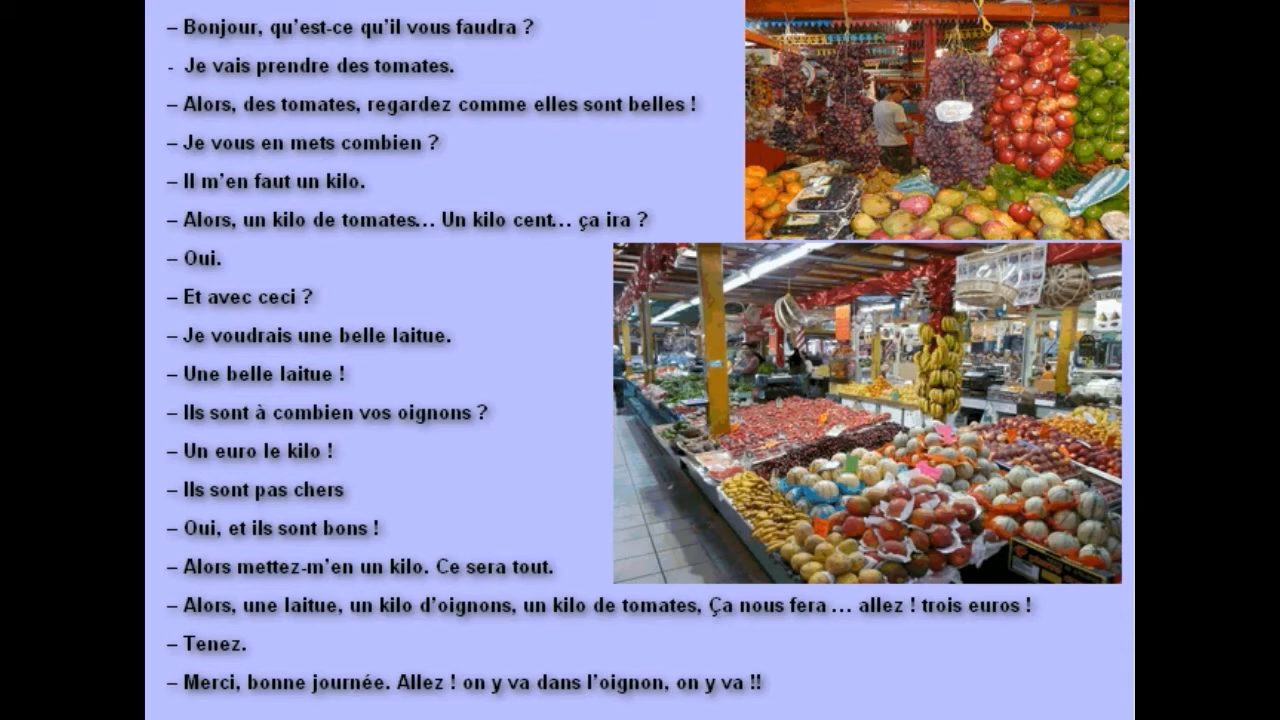 – Bonjour, qu’est-ce qu’il vous faudra ?
- Je vais prendre des tomates.
– Alors, des tomates, regardez comme elles sont belles !
– Je vous en mets combien ?
– Il m’en faut un kilo.
– Alors, un kilo de tomates… Un kilo cent… ça ira ?
– Oui.
– Et avec ceci ?
– Je voudrais une belle laitue.
– Une belle laitue !
– Ils sont à combien vos oignons ?
– Un euro le kilo !
– Ils sont pas chers
– Oui, et ils sont bons !
– Alors mettez-m’en un kilo. Ce sera tout.
– Alors, une laitue, un kilo d’oignons, un kilo de tomates, Ça nous fera … allez ! trois euros !
– Tenez.
– Merci, bonne journée. Allez ! on y va dans l’oignon, on y va !!